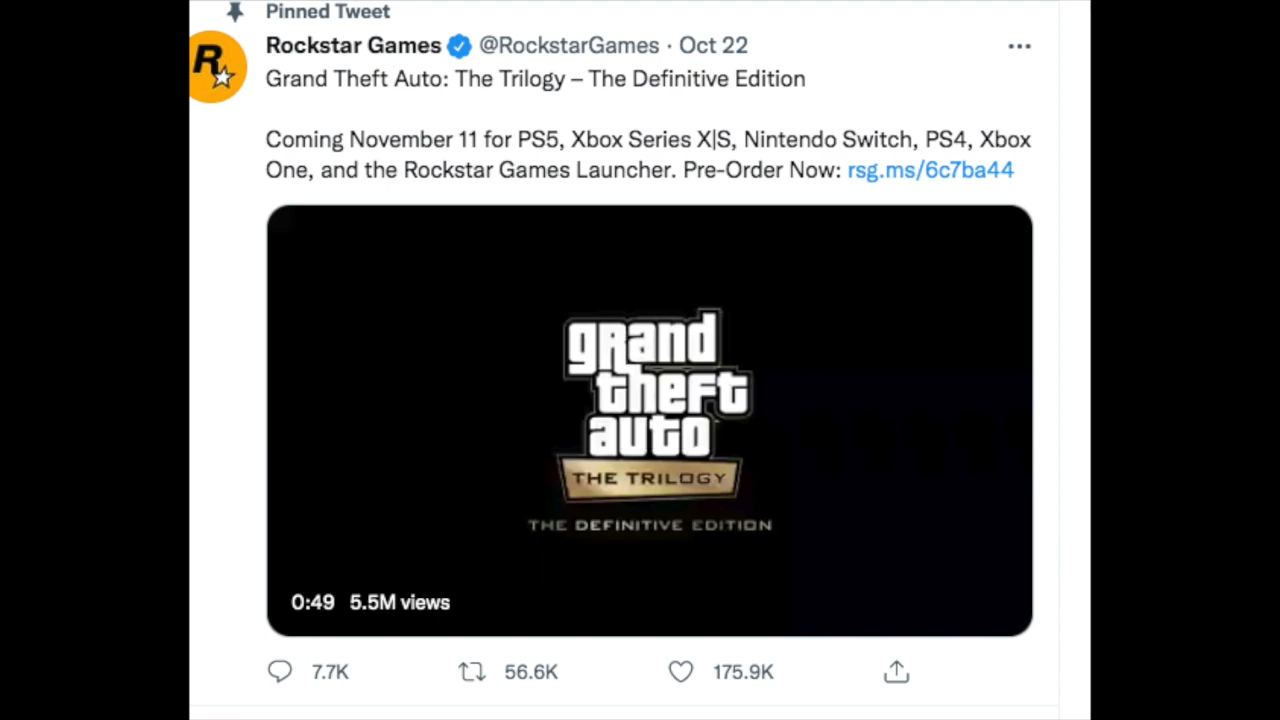 Pinned Tweet
Rockstar Games @RockstarGames · Oct 22
Grand Theft Auto: The Trilogy – The Definitive Edition
Coming November 11 for PS5, Xbox Series X|S, Nintendo Switch, PS4, Xbox
One, and the Rockstar Games Launcher. Pre-Order Now: rsg.ms/6c7ba44
R
grand
theft
auto
THE TRILOGY
THE DEFINITIVE EDITION
0:49 5.5M views
7.7K 56.6K 175.9K